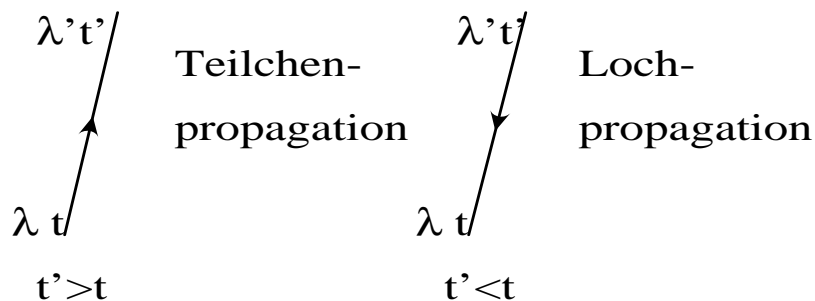 λ’t’
Teilchen-
propagation
λ t
t’>t
λ’t’
Loch-
propagation
λ t
t’<t